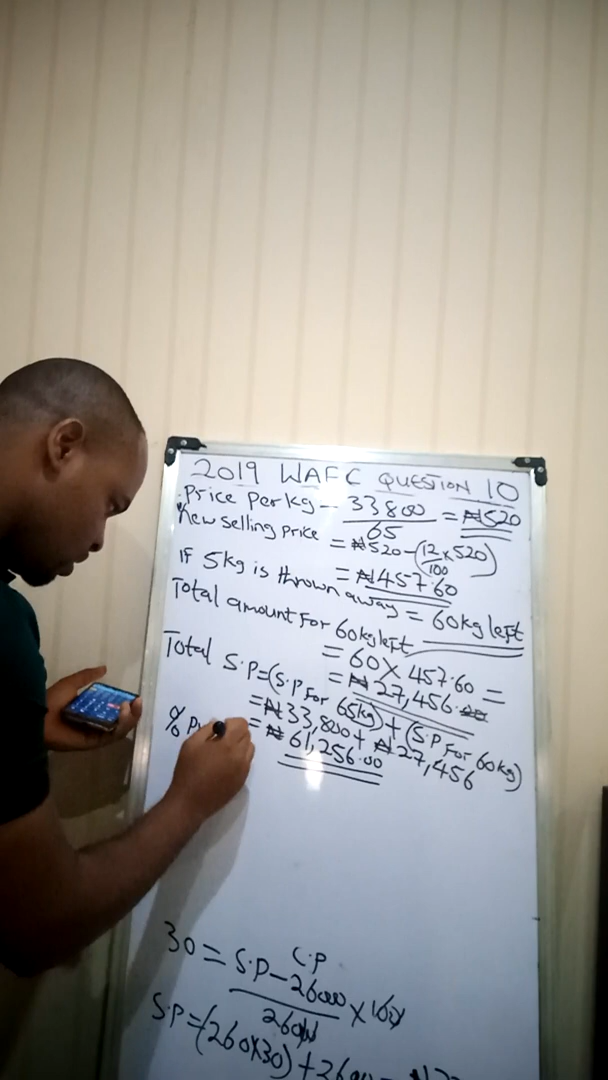 2019 WAEC QUESTION 10
Price per kg - 33800/65 = ₦520
New selling price = ₦520 - (12 × 520/100)
= ₦457.60
IF 5kg is thrown away = 60kg left
Total amount for 60kg left
= 60 × 457.60 =
= ₦27,456.00
Total S.P = (S.P for 65kg) + (S.P for 60kg)
= ₦33,800 + ₦27,456
= ₦61,256.00
%
C.P
30 = S.P - 26000/26000 × 100
S.P = (260×30) + 26000